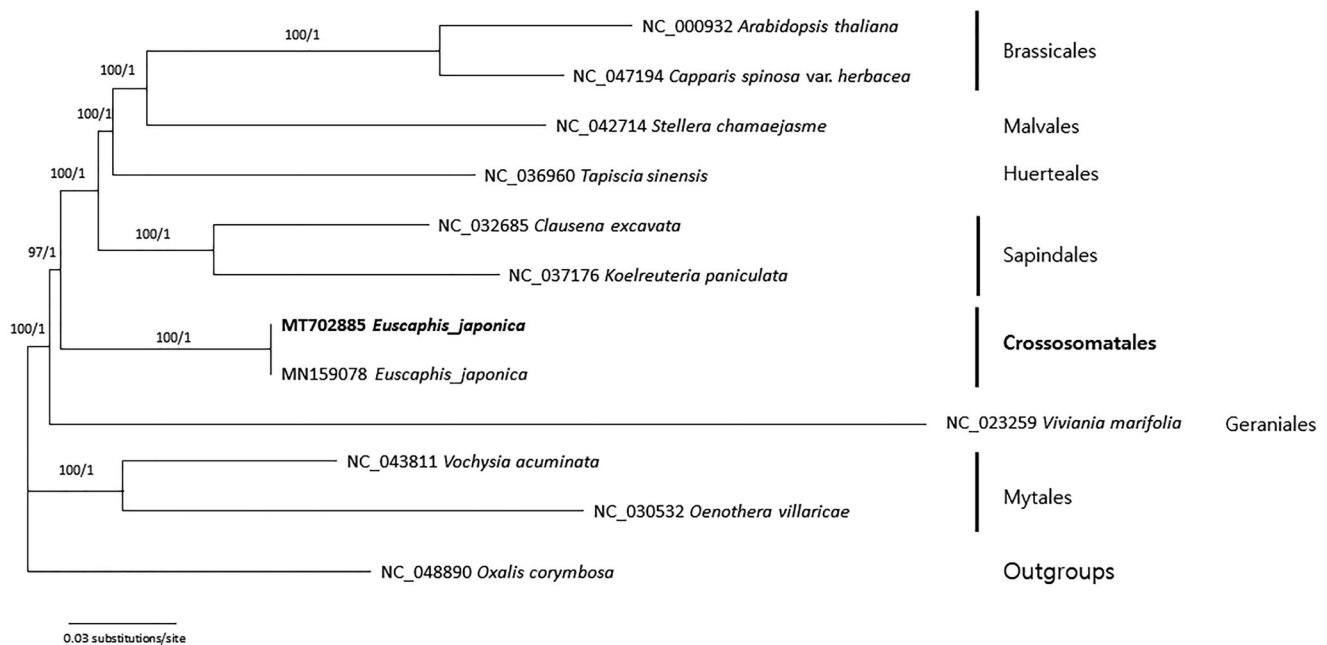 100/1
NC_000932 Arabidopsis thaliana
Brassicales
100/1
NC_047194 Capparis spinosa var. herbacea
100/1
NC_042714 Stellera chamaejasme
Malvales
100/1
NC_036960 Tapiscia sinensis
Huerteales
100/1
NC_032685 Clausena excavata
97/1
Sapindales
NC_037176 Koelreuteria paniculata
100/1
MT702885 Euscaphis_japonica
100/1
Crossosomatales
MN159078 Euscaphis_japonica
NC_023259 Viviania marifolia
Geraniales
NC_043811 Vochysia acuminata
100/1
Mytales
NC_030532 Oenothera villaricae
NC_048890 Oxalis corymbosa
Outgroups
0.03 substitutions/site